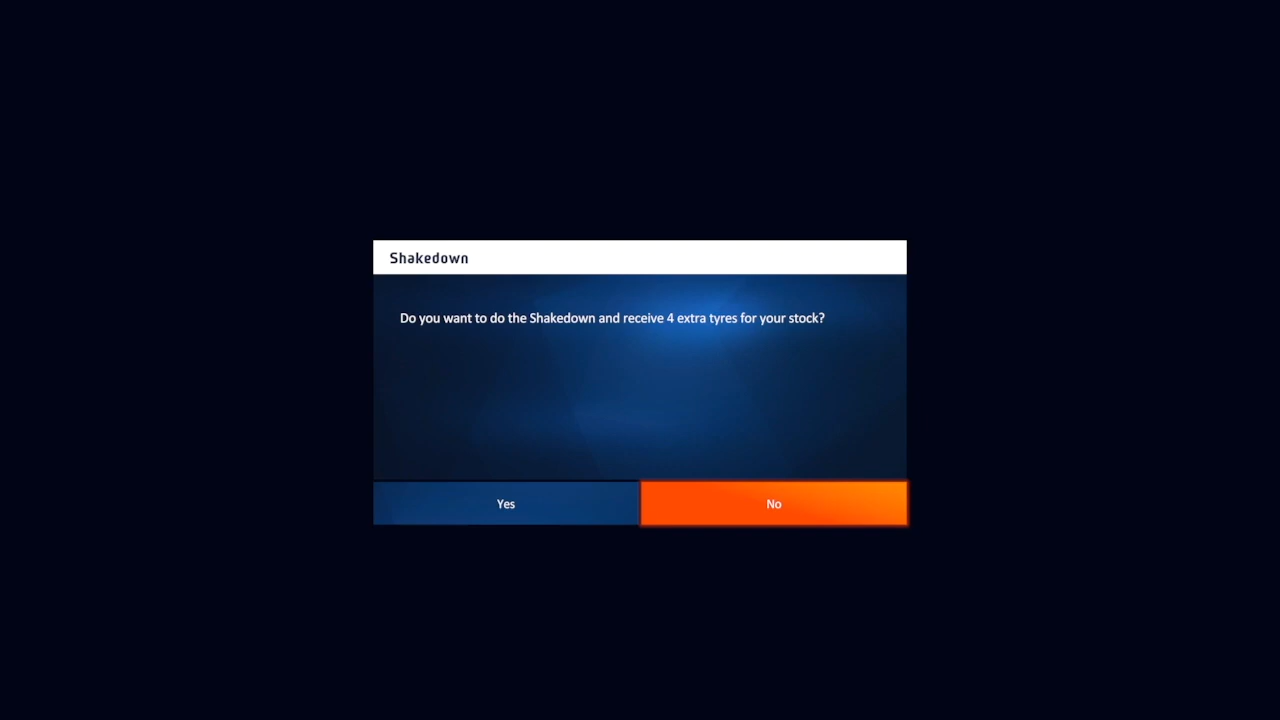 Shakedown
Do you want to do the Shakedown and receive 4 extra tyres for your stock?
Yes
No